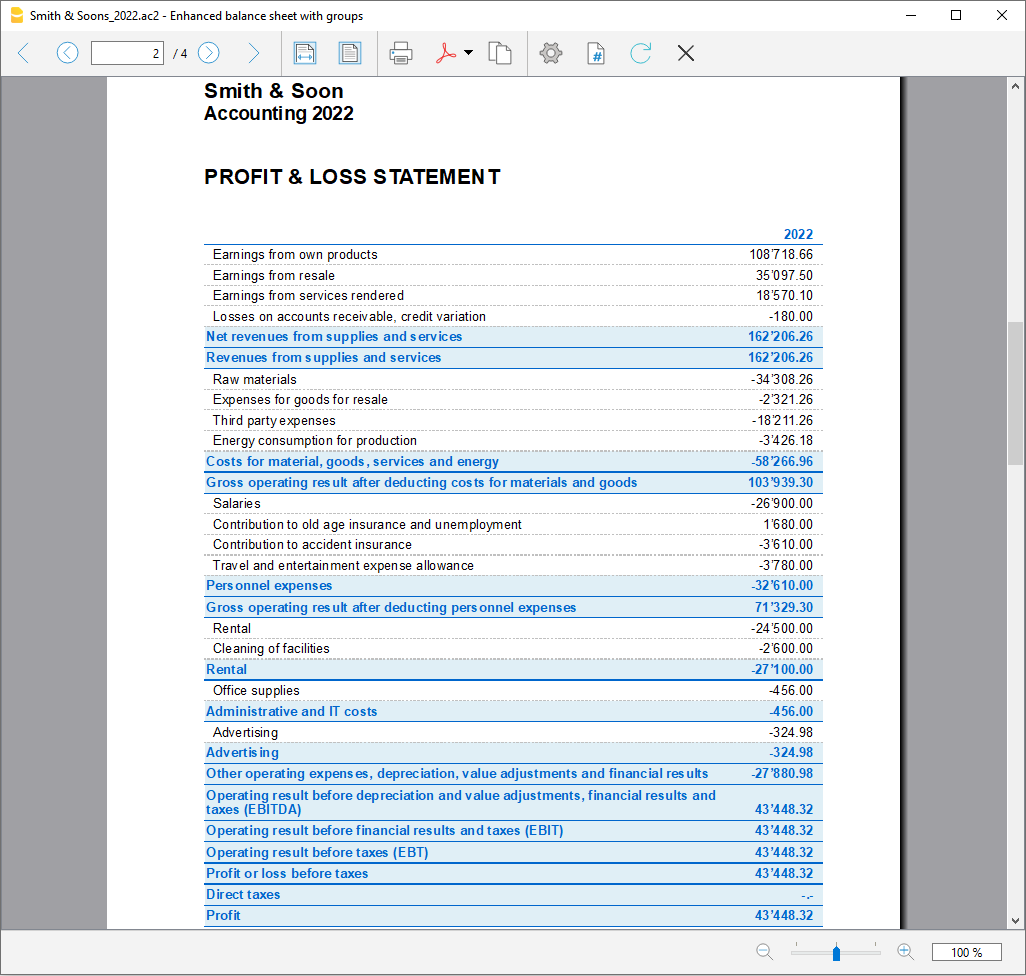 Smith & Soons_2022.ac2 - Enhanced balance sheet with groups
2 / 4
#
Smith & Soon
Accounting 2022
PROFIT & LOSS STATEMENT
2022
Earnings from own products 108'718.66
Earnings from resale 35'097.50
Earnings from services rendered 18'570.10
Losses on accounts receivable, credit variation -180.00
Net revenues from supplies and services 162'206.26
Revenues from supplies and services 162'206.26
Raw materials -34'308.26
Expenses for goods for resale -2'321.26
Third party expenses -18'211.26
Energy consumption for production -3'426.18
Costs for material, goods, services and energy -58'266.96
Gross operating result after deducting costs for materials and goods 103'939.30
Salaries -26'900.00
Contribution to old age insurance and unemployment 1'680.00
Contribution to accident insurance -3'610.00
Travel and entertainment expense allowance -3'780.00
Personnel expenses -32'610.00
Gross operating result after deducting personnel expenses 71'329.30
Rental -24'500.00
Cleaning of facilities -2'600.00
Rental -27'100.00
Office supplies -456.00
Administrative and IT costs -456.00
Advertising -324.98
Advertising -324.98
Other operating expenses, depreciation, value adjustments and financial results -27'880.98
Operating result before depreciation and value adjustments, financial results and
taxes (EBITDA) 43'448.32
Operating result before financial results and taxes (EBIT) 43'448.32
Operating result before taxes (EBT) 43'448.32
Profit or loss before taxes 43'448.32
Direct taxes -.-
Profit 43'448.32
100 %